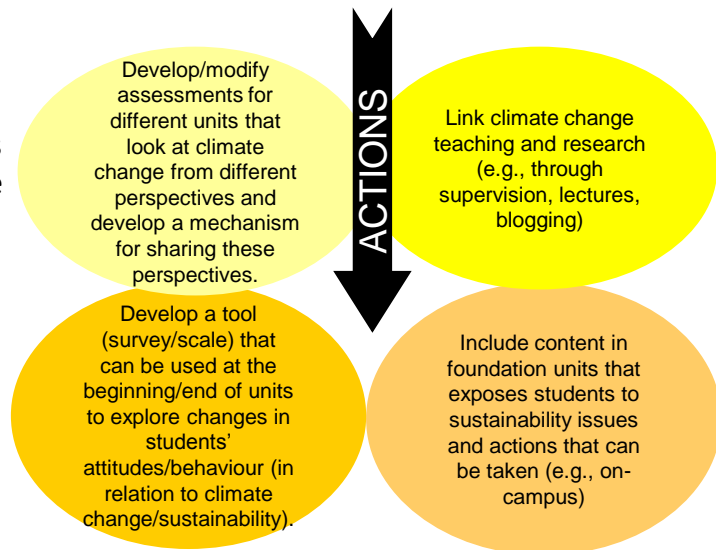 Develop/modify
assessments for
different units that
look at climate
change from different
perspectives and
develop a mechanism
for sharing these
perspectives.
ACTIONS
Link climate change
teaching and research
(e.g., through
supervision, lectures,
blogging)
Develop a tool
(survey/scale) that
can be used at the
beginning/end of units
to explore changes in
students’
attitudes/behaviour (in
relation to climate
change/sustainability).
Include content in
foundation units that
exposes students to
sustainability issues
and actions that can
be taken (e.g., on-
campus)